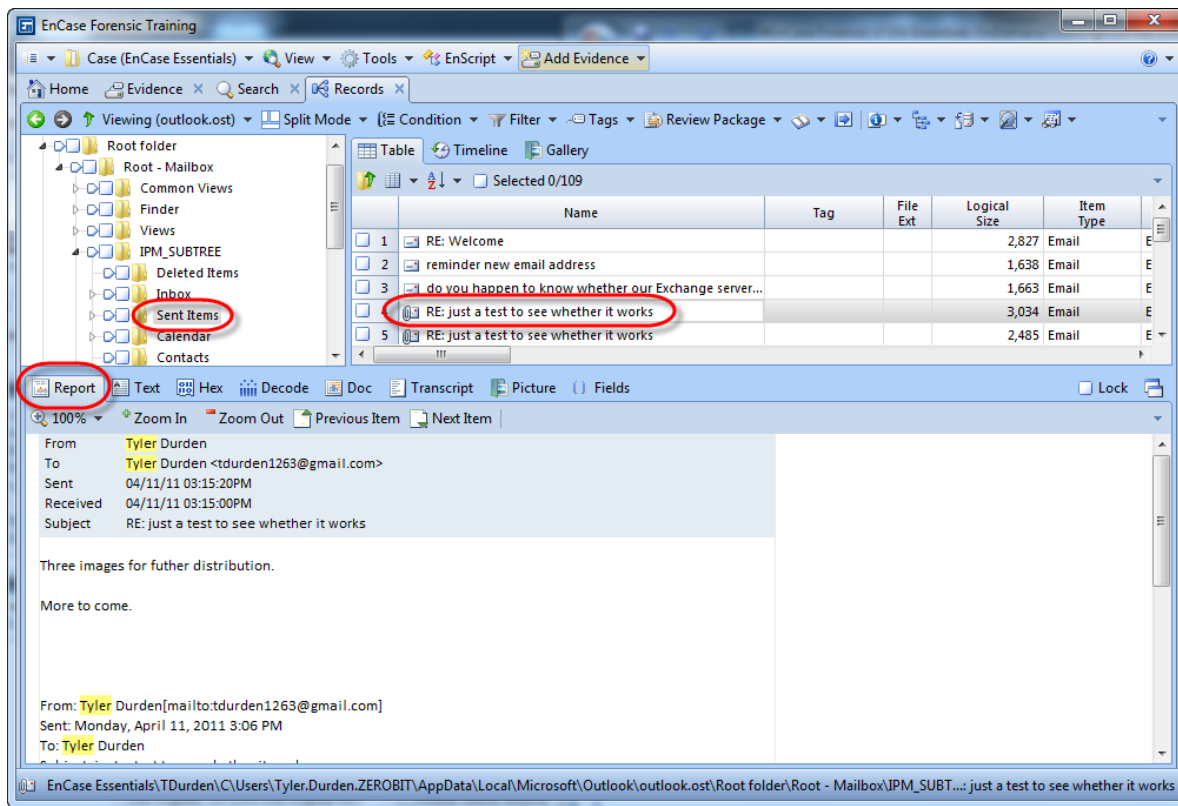 EnCase Forensic Training
Case (EnCase Essentials) View Tools EnScript Add Evidence
Home Evidence Search Records
Viewing (outlook.ost) Split Mode Condition Filter Tags Review Package
Root folder
Root - Mailbox
Common Views
Finder
Views
IPM_SUBTREE
Deleted Items
Inbox
Sent Items
Calendar
Contacts
Table Timeline Gallery
Selected 0/109
Name Tag File Ext Logical Size Item Type
1 RE: Welcome 2,827 Email E
2 reminder new email address 1,638 Email E
3 do you happen to know whether our Exchange server... 1,663 Email E
4 RE: just a test to see whether it works 3,034 Email E
5 RE: just a test to see whether it works 2,485 Email E
Report Text Hex Decode Doc Transcript Picture Fields Lock
100% Zoom In Zoom Out Previous Item Next Item
From Tyler Durden
To Tyler Durden <tdurden1263@gmail.com>
Sent 04/11/11 03:15:20PM
Received 04/11/11 03:15:00PM
Subject RE: just a test to see whether it works
Three images for futher distribution.
More to come.
From: Tyler Durden[mailto:tdurden1263@gmail.com]
Sent: Monday, April 11, 2011 3:06 PM
To: Tyler Durden
EnCase Essentials\TDurden\C\Users\Tyler.Durden.ZEROBIT\AppData\Local\Microsoft\Outlook\outlook.ost\Root folder\Root - Mailbox\IPM_SUBT...: just a test to see whether it works